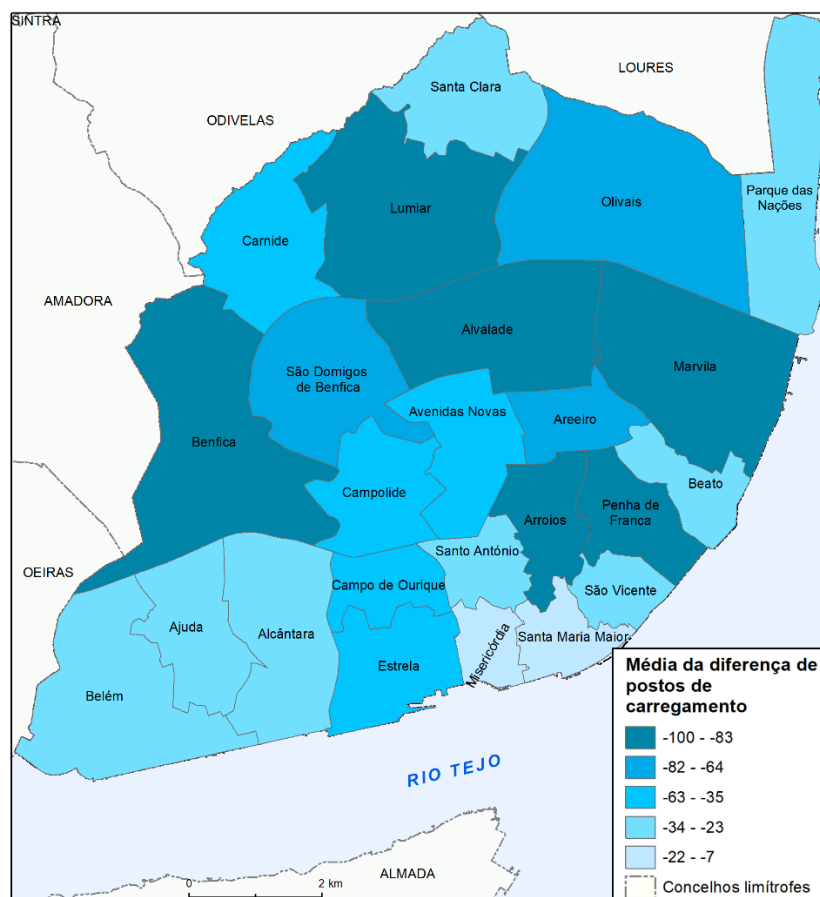 SINTRA
LOURES
Santa Clara
ODIVELAS
Parque das
Nações
Olivais
Lumiar
Carnide
AMADORA
Alvalade
Marvila
São Domigos
de Benfica
Avenidas Novas
Areeiro
Benfica
Beato
Campolide
Penha de
França
Arroios
Santo António
OEIRAS
Campo de Ourique
São Vicente
Ajuda
Alcântara
Santa Maria Maior
Misericórdia
Estrela
Belém
RIO TEJO
ALMADA
0 2 km
Média da diferença de
postos de
carregamento
-100 - -83
-82 - -64
-63 - -35
-34 - -23
-22 - -7
Concelhos limítrofes